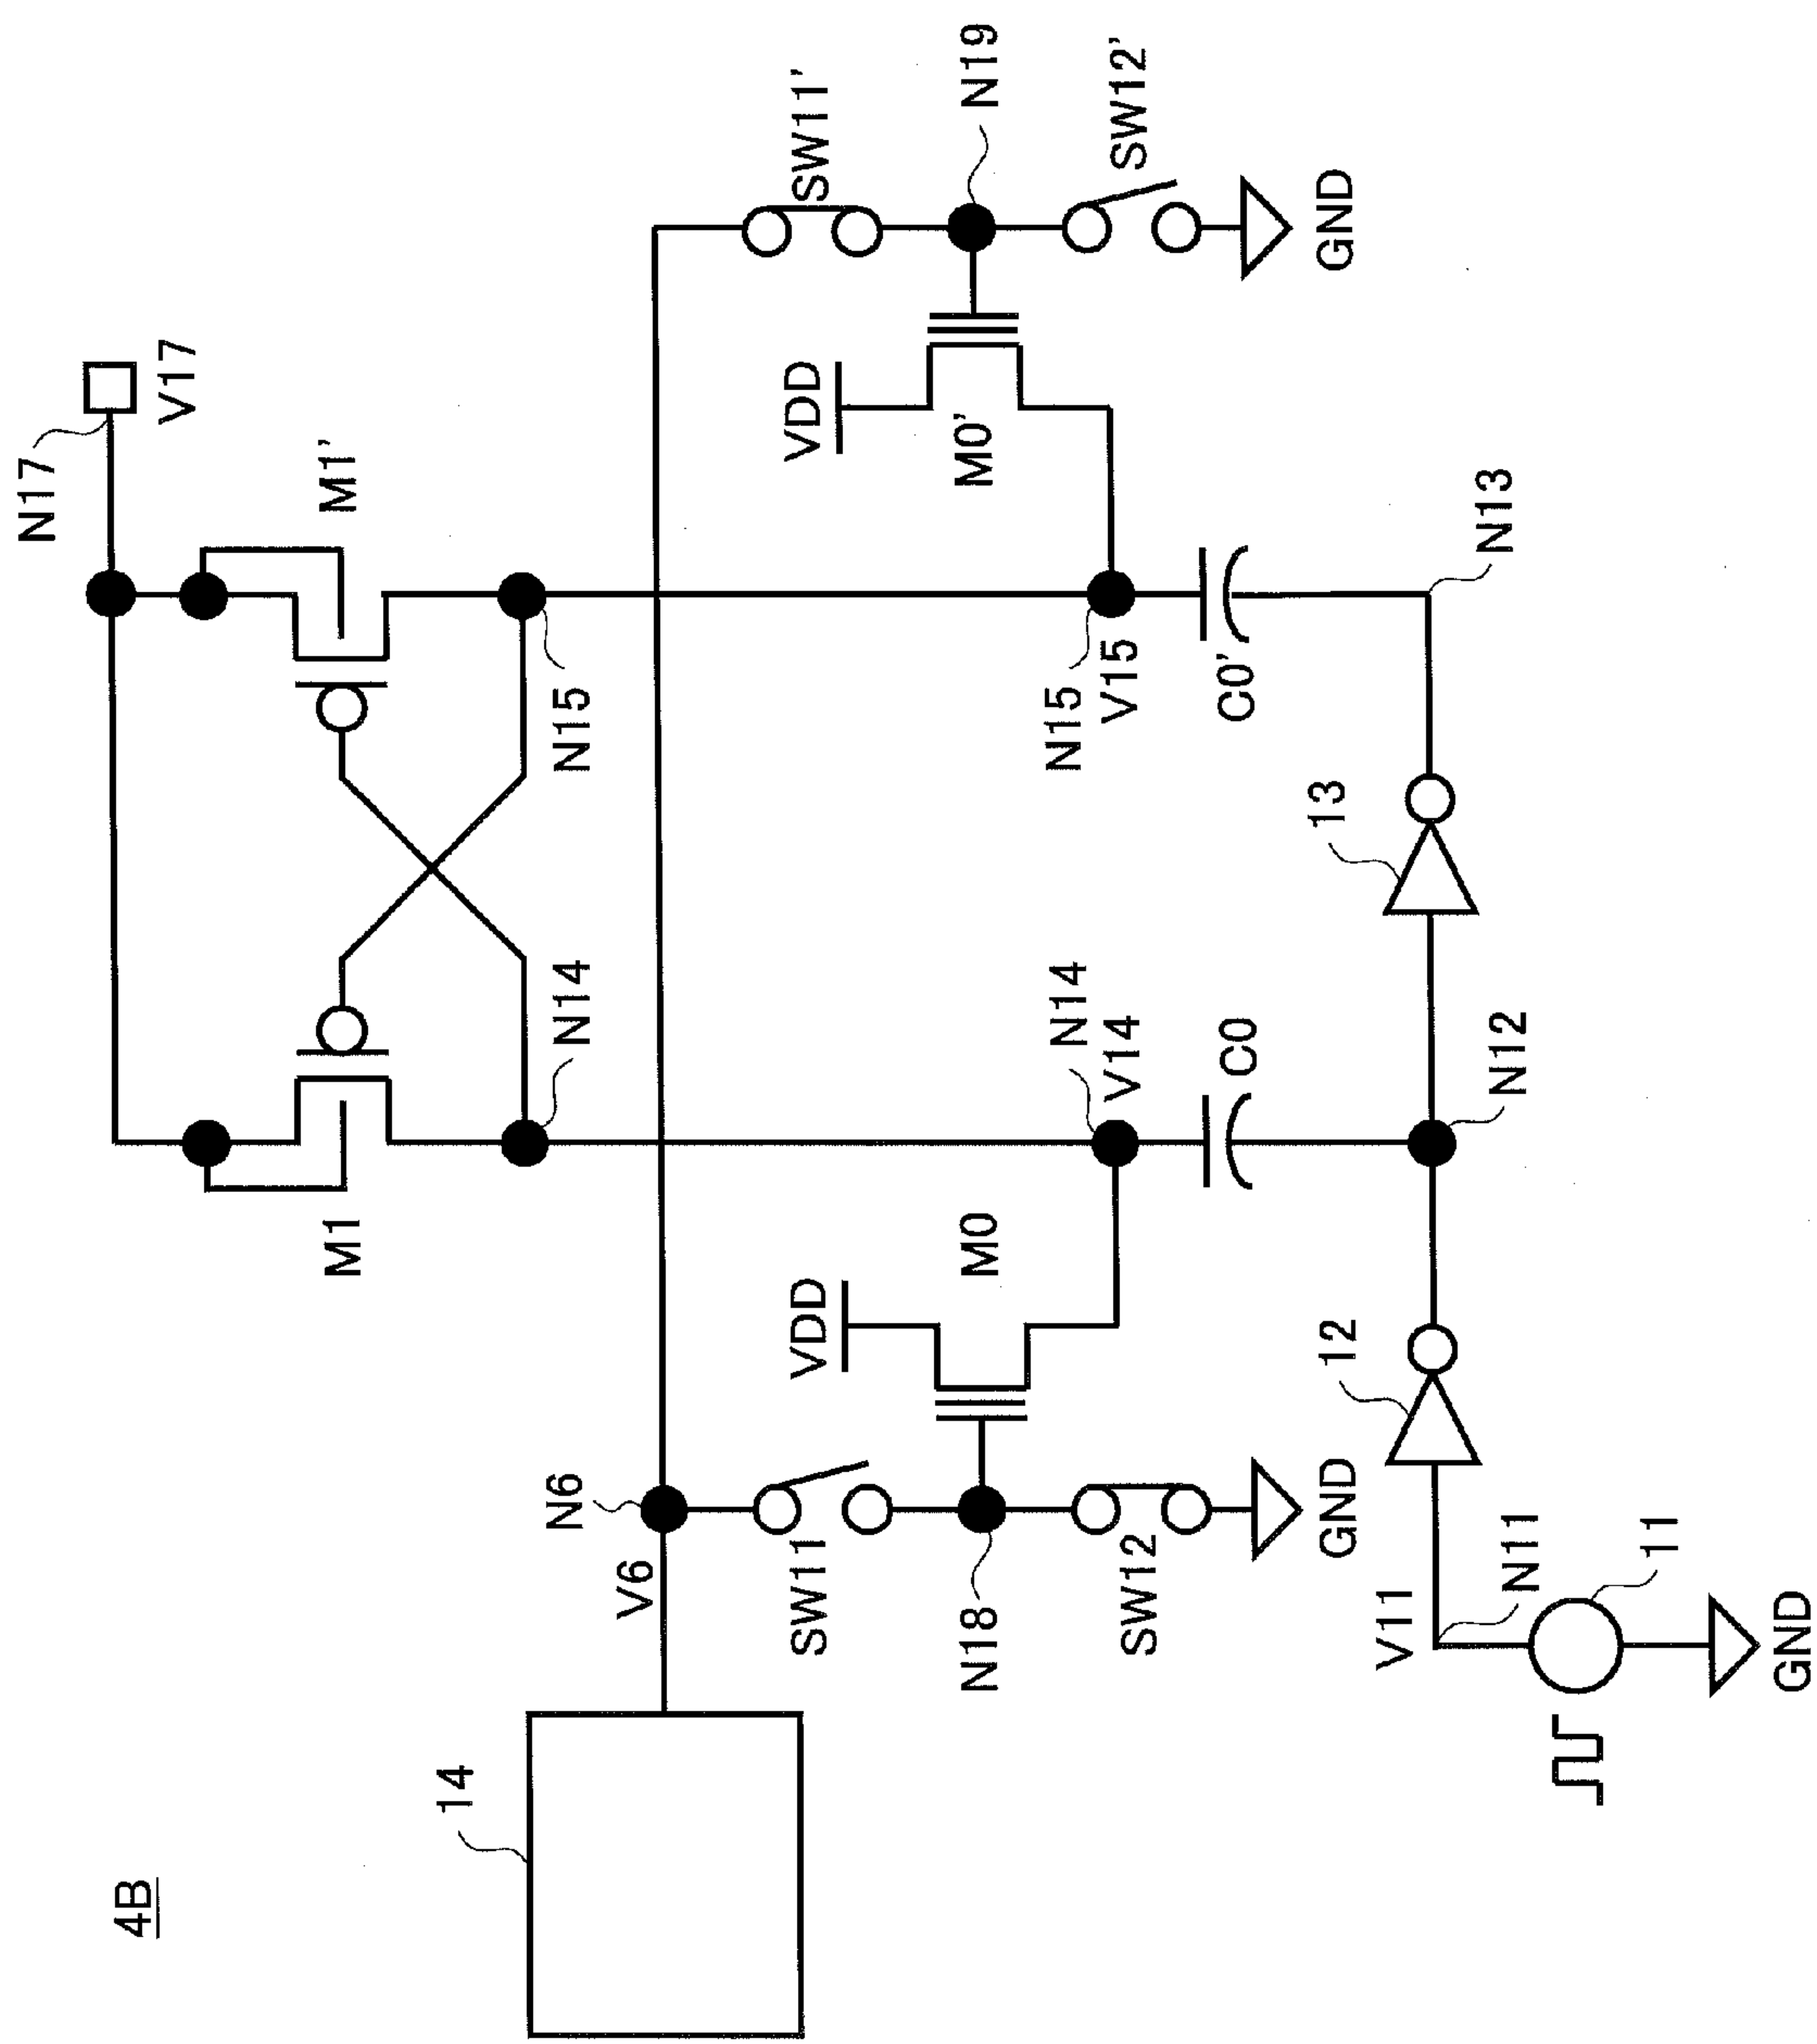 4B
14
N17
V17
M1
M1'
N14
N15
N6
V6
SW11
N18
SW12
GND
VDD
M0
N14
V14
C0
N15
V15
C0'
VDD
M0'
SW11'
N19
SW12'
GND
V11
N11
11
GND
12
N12
13
N13